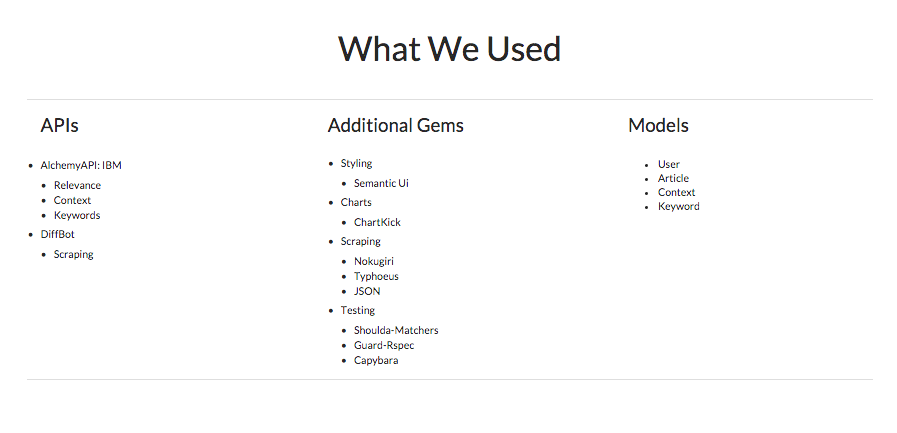 What We Used
APIs
AlchemyAPI: IBM
Relevance
Context
Keywords
DiffBot
Scraping
Additional Gems
Styling
Semantic Ui
Charts
ChartKick
Scraping
Nokugiri
Typhoeus
JSON
Testing
Shoulda-Matchers
Guard-Rspec
Capybara
Models
User
Article
Context
Keyword